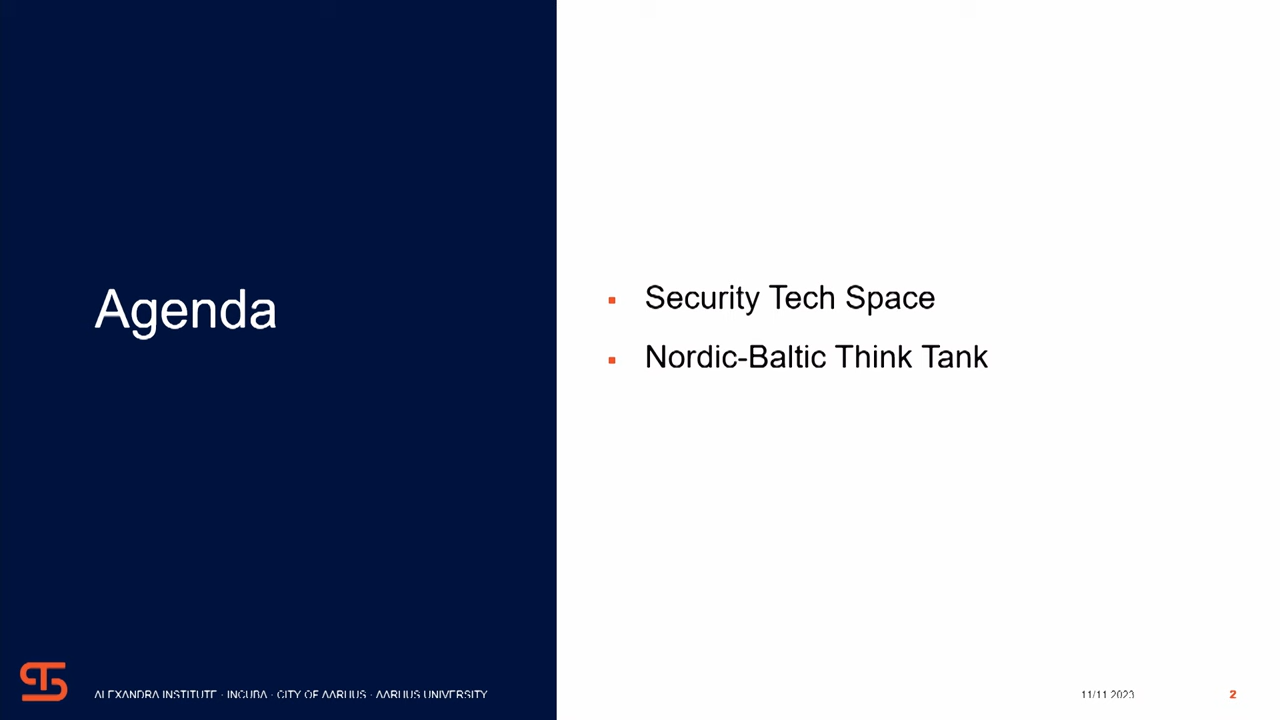 Agenda
Security Tech Space
Nordic-Baltic Think Tank
ALEXANDRA INSTITUTE · INCUBA · CITY OF AARHUS · AARHUS UNIVERSITY
11/11 2023
2